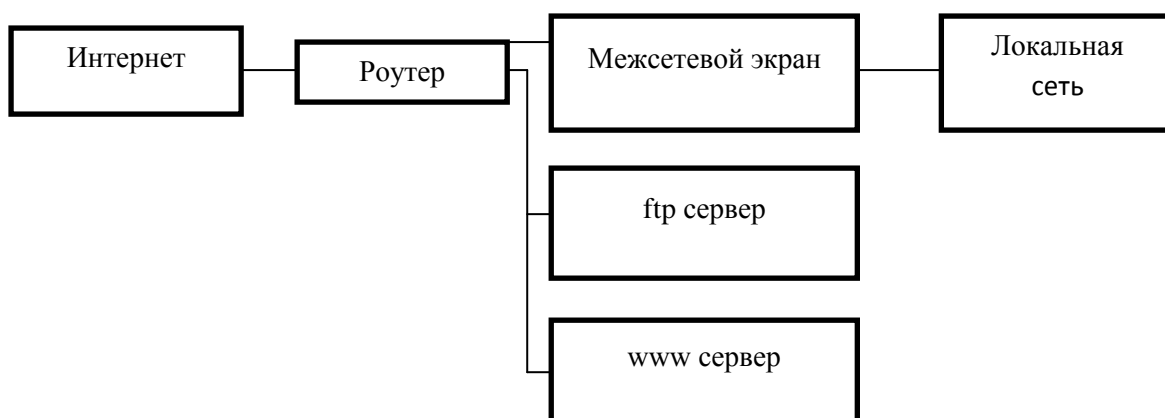 Интернет
Роутер
Межсетевой экран
Локальная
сеть
ftp сервер
www сервер